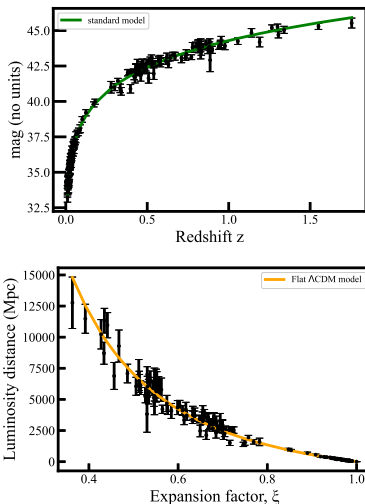 standard model
45.0
42.5
40.0
37.5
35.0
32.5
mag (no units)
0.0 0.5 1.0 1.5
Redshift z
Flat ΛCDM model
15000
12500
10000
7500
5000
2500
0
Luminosity distance (Mpc)
0.4 0.6 0.8 1.0
Expansion factor, ξ